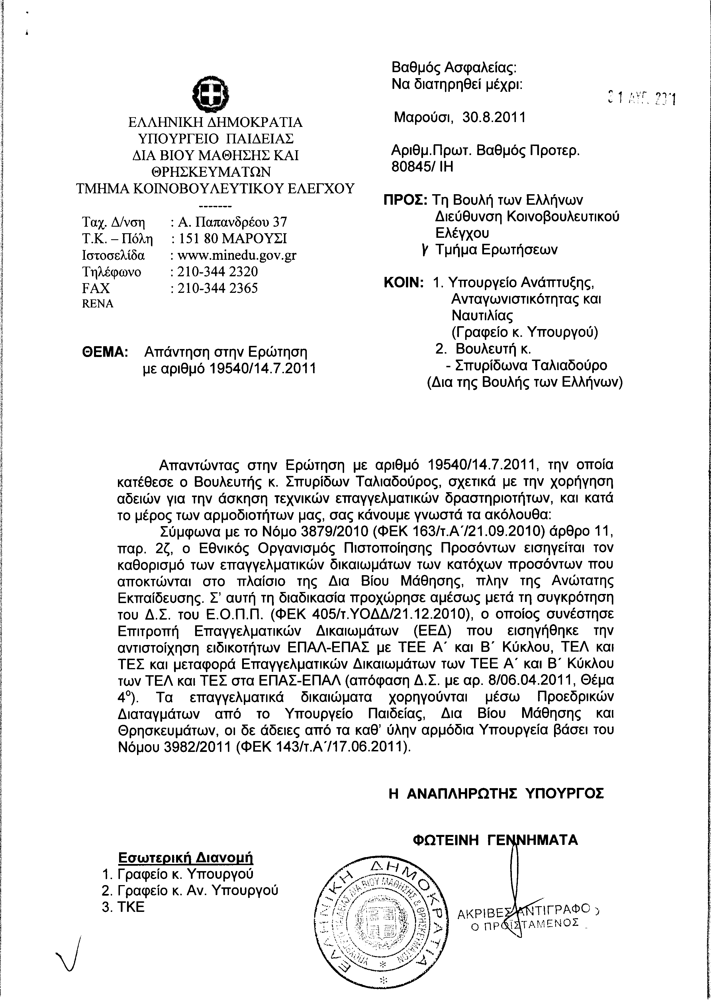 Βαθμός Ασφαλείας:
Να διατηρηθεί μέχρι:
Μαρούσι, 30.8.2011
Αριθμ.Πρωτ. Βαθμός Προτερ.
80845/ ΙΗ
ΕΛΛΗΝΙΚΗ ΔΗΜΟΚΡΑΤΙΑ
ΥΠΟΥΡΓΕΙΟ ΠΑΙΔΕΙΑΣ
ΔΙΑ ΒΙΟΥ ΜΑΘΗΣΗΣ ΚΑΙ
ΘΡΗΣΚΕΥΜΑΤΩΝ
ΤΜΗΜΑ ΚΟΙΝΟΒΟΥΛΕΥΤΙΚΟΥ ΕΛΕΓΧΟΥ
-------
Ταχ. Δ/νση : Α. Παπανδρέου 37
Τ.Κ. – Πόλη : 151 80 ΜΑΡΟΥΣΙ
Ιστοσελίδα : www.minedu.gov.gr
Τηλέφωνο : 210-344 2320
FAX : 210-344 2365
RENA
ΠΡΟΣ: Τη Βουλή των Ελλήνων
Διεύθυνση Κοινοβουλευτικού
Ελέγχου
Τμήμα Ερωτήσεων
ΚΟΙΝ: 1. Υπουργείο Ανάπτυξης,
Ανταγωνιστικότητας και
Ναυτιλίας
(Γραφείο κ. Υπουργού)
2. Βουλευτή κ.
- Σπυρίδωνα Ταλιαδούρο
(Δια της Βουλής των Ελλήνων)
ΘΕΜΑ: Απάντηση στην Ερώτηση
με αριθμό 19540/14.7.2011
Απαντώντας στην Ερώτηση με αριθμό 19540/14.7.2011, την οποία
κατέθεσε ο Βουλευτής κ. Σπυρίδων Ταλιαδούρος, σχετικά με την χορήγηση
αδειών για την άσκηση τεχνικών επαγγελματικών δραστηριοτήτων, και κατά
το μέρος των αρμοδιοτήτων μας, σας κάνουμε γνωστά τα ακόλουθα:
Σύμφωνα με το Νόμο 3879/2010 (ΦΕΚ 163/τ.Α΄/21.09.2010) άρθρο 11,
παρ. 2ζ, ο Εθνικός Οργανισμός Πιστοποίησης Προσόντων εισηγείται τον
καθορισμό των επαγγελματικών δικαιωμάτων των κατόχων προσόντων που
αποκτώνται στο πλαίσιο της Δια Βίου Μάθησης, πλην της Ανώτατης
Εκπαίδευσης. Σ’ αυτή τη διαδικασία προχώρησε αμέσως μετά τη συγκρότηση
του Δ.Σ. του Ε.Ο.Π.Π. (ΦΕΚ 405/τ.ΥΟΔΔ/21.12.2010), ο οποίος συνέστησε
Επιτροπή Επαγγελματικών Δικαιωμάτων (ΕΕΔ) που εισηγήθηκε την
αντιστοίχηση ειδικοτήτων ΕΠΑΛ-ΕΠΑΣ με ΤΕΕ Α΄ και Β΄ Κύκλου, ΤΕΛ και
ΤΕΣ και μεταφορά Επαγγελματικών Δικαιωμάτων των ΤΕΕ Α΄ και Β΄ Κύκλου
των ΤΕΛ και ΤΕΣ στα ΕΠΑΣ-ΕΠΑΛ (απόφαση Δ.Σ. με αρ. 8/06.04.2011, Θέμα
4ο). Τα επαγγελματικά δικαιώματα χορηγούνται μέσω Προεδρικών
Διαταγμάτων από το Υπουργείο Παιδείας, Δια Βίου Μάθησης και
Θρησκευμάτων, οι δε άδειες από τα καθ’ ύλην αρμόδια Υπουργεία βάσει του
Νόμου 3982/2011 (ΦΕΚ 143/τ.Α΄/17.06.2011).
Η ΑΝΑΠΛΗΡΩΤΗΣ ΥΠΟΥΡΓΟΣ
ΦΩΤΕΙΝΗ ΓΕΝΝΗΜΑΤΑ
Εσωτερική Διανομή
1. Γραφείο κ. Υπουργού
2. Γραφείο κ. Αν. Υπουργού
3. ΤΚΕ
ΕΛΛΗΝΙΚΗ ΔΗΜΟΚΡΑΤΙΑ
ΥΠΟΥΡΓΕΙΟ ΠΑΙΔΕΙΑΣ ΔΙΑ ΒΙΟΥ ΜΑΘΗΣΗΣ & ΘΡΗΣΚΕΥΜΑΤΩΝ
ΑΚΡΙΒΕΣ ΑΝΤΙΓΡΑΦΟ
Ο ΠΡΟΪΣΤΑΜΕΝΟΣ